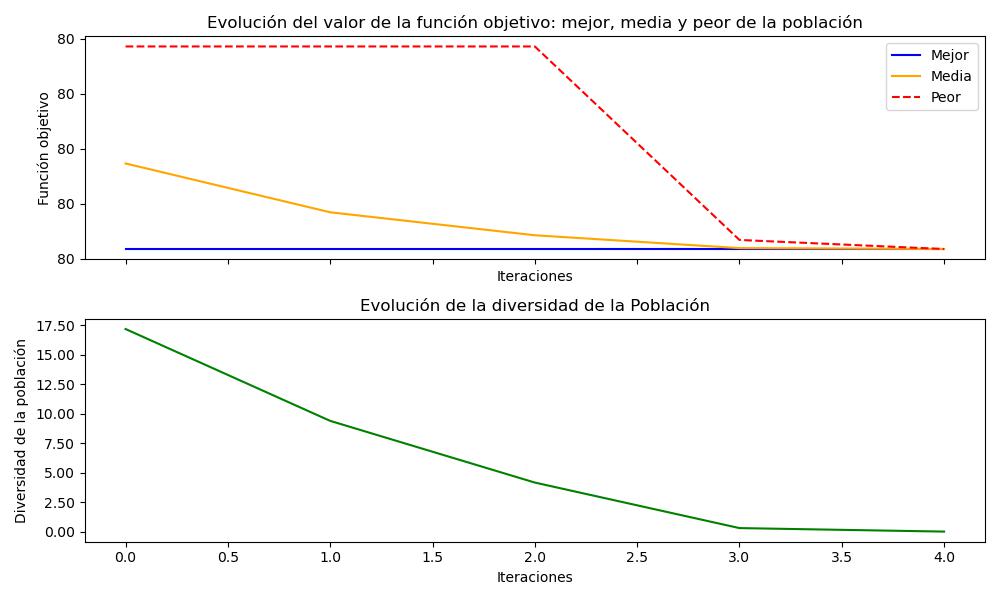 Evolución del valor de la función objetivo: mejor, media y peor de la población
80
80
80
80
80
Función objetivo
Mejor
Media
Peor
Iteraciones
Evolución de la diversidad de la Población
17.50
15.00
12.50
10.00
7.50
5.00
2.50
0.00
Diversidad de la población
0.0 0.5 1.0 1.5 2.0 2.5 3.0 3.5 4.0
Iteraciones